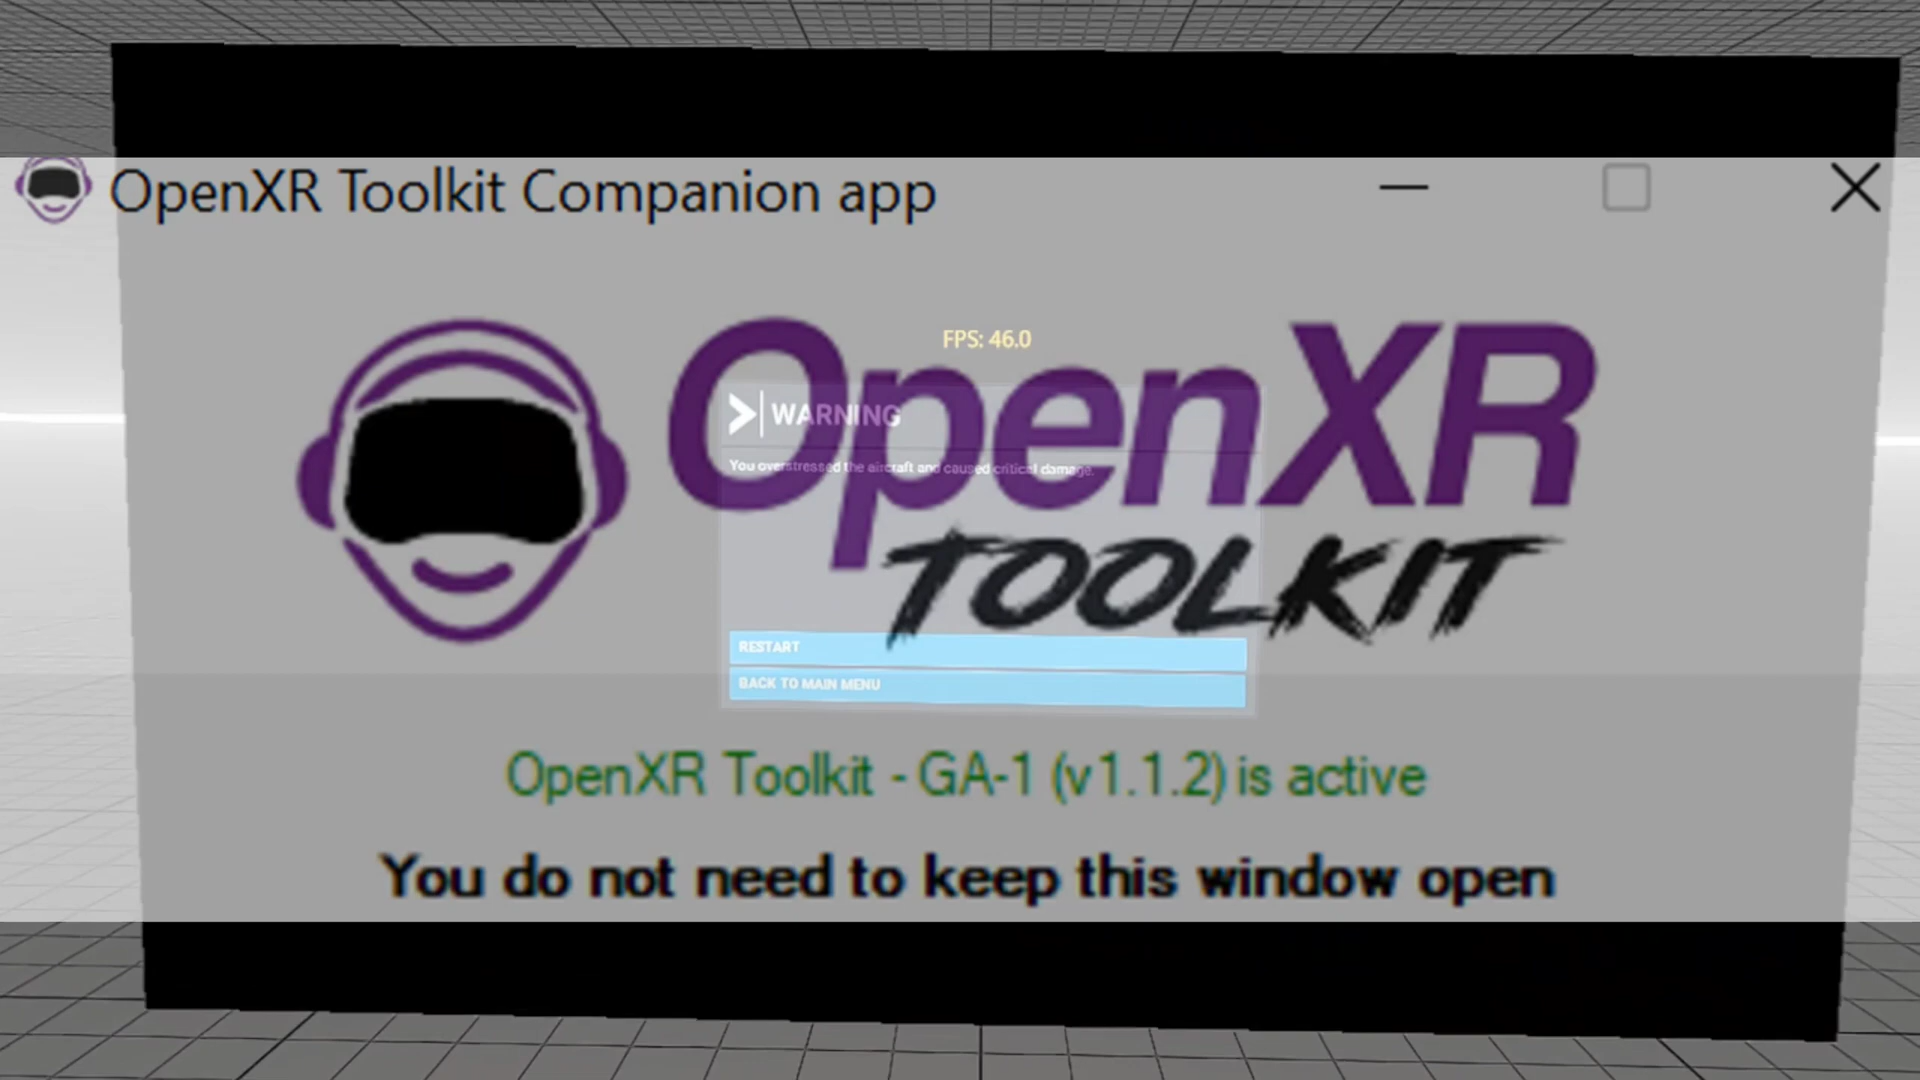 OpenXR Toolkit Companion app
FPS: 46.0
OpenXR
WARNING
You overstressed the aircraft and caused critical damage.
TOOLKIT
RESTART
BACK TO MAIN MENU
OpenXR Toolkit - GA-1 (v1.1.2) is active
You do not need to keep this window open